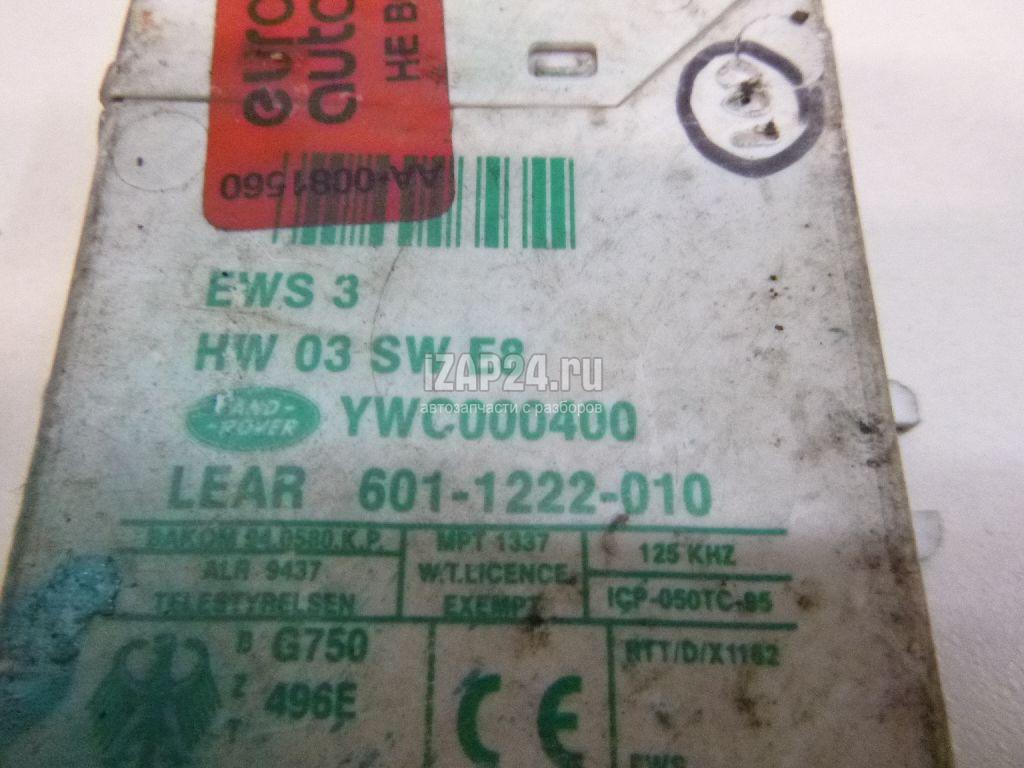 euro
auto
НЕ В
AA-0081560
EWS 3
HW 03 SW E8
iZAP24.ru
автозапчасти с разборов
LAND-
ROVER
YWC000400
LEAR 601-1222-010
BAKOM 94.0580.K.P.
MPT 1337
125 KHZ
ALR 9437
W.T.LICENCE
TELESTYRELSEN
EXEMPT
ICP-050TC-95
B G750
Z 496E
T
CE
RTT/D/X1162
EWS